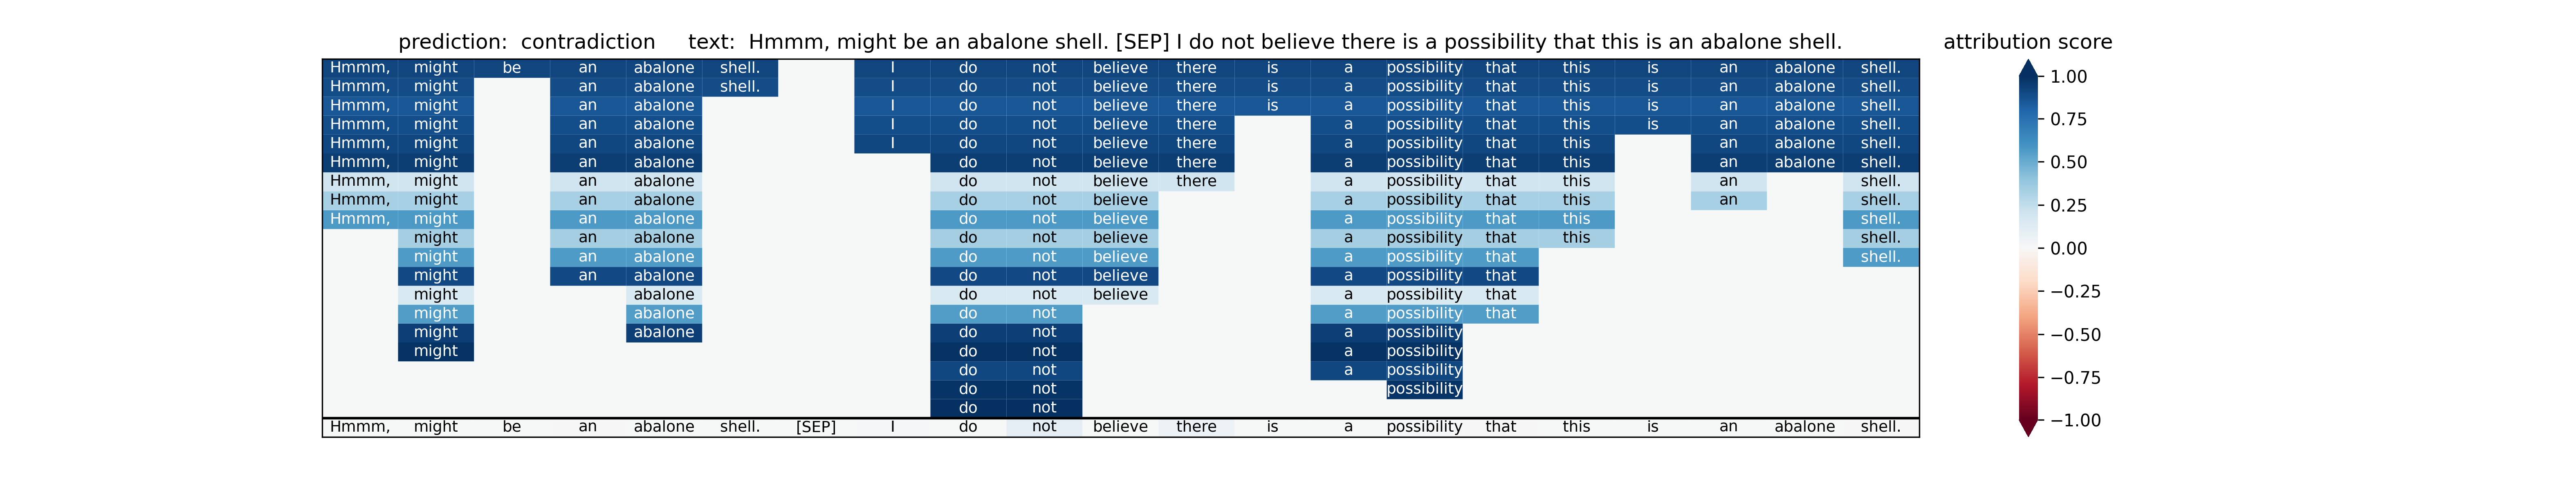 prediction: contradiction text: Hmmm, might be an abalone shell. [SEP] I do not believe there is a possibility that this is an abalone shell. attribution score
Hmmm, might be an abalone shell. I do not believe there is a possibility that this is an abalone shell.
Hmmm, might an abalone shell. I do not believe there is a possibility that this is an abalone shell.
Hmmm, might an abalone I do not believe there is a possibility that this is an abalone shell.
Hmmm, might an abalone I do not believe there a possibility that this is an abalone shell.
Hmmm, might an abalone I do not believe there a possibility that this an abalone shell.
Hmmm, might an abalone do not believe there a possibility that this an abalone shell.
Hmmm, might an abalone do not believe there a possibility that this an shell.
Hmmm, might an abalone do not believe a possibility that this an shell.
Hmmm, might an abalone do not believe a possibility that this shell.
might an abalone do not believe a possibility that this shell.
might an abalone do not believe a possibility that shell.
might an abalone do not believe a possibility that
might abalone do not believe a possibility that
might abalone do not a possibility that
might abalone do not a possibility
might do not a possibility
do not a possibility
do not possibility
do not
Hmmm, might be an abalone shell. [SEP] I do not believe there is a possibility that this is an abalone shell.
1.00
0.75
0.50
0.25
0.00
−0.25
−0.50
−0.75
−1.00